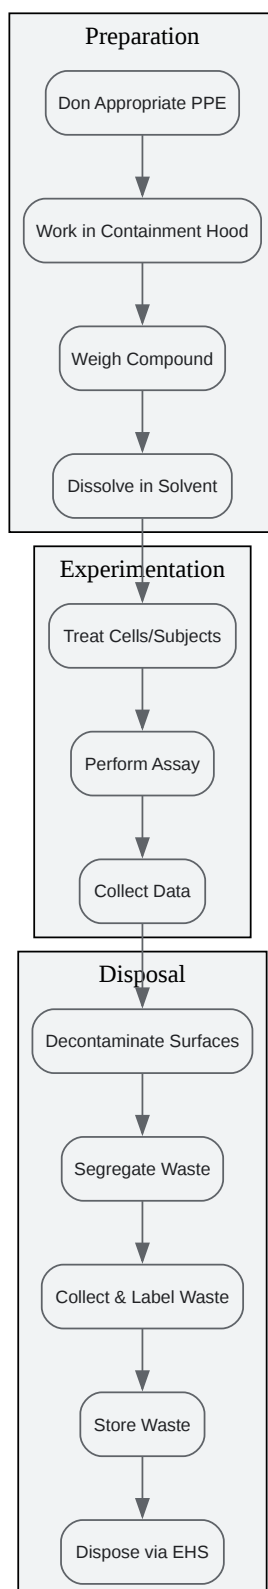 Preparation
Don Appropriate PPE
Work in Containment Hood
Weigh Compound
Dissolve in Solvent
Experimentation
Treat Cells/Subjects
Perform Assay
Collect Data
Disposal
Decontaminate Surfaces
Segregate Waste
Collect & Label Waste
Store Waste
Dispose via EHS